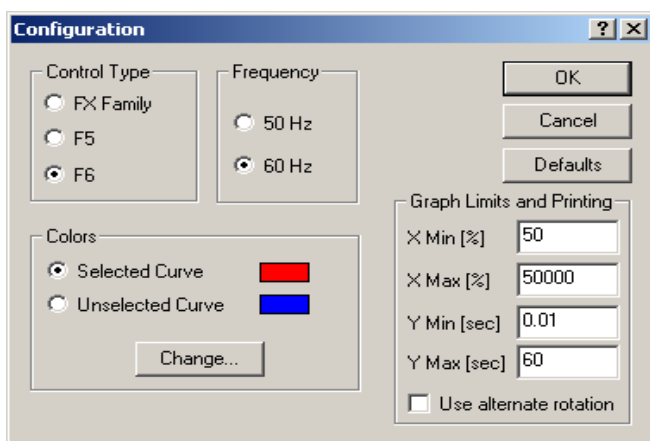 Configuration
Control Type
FX Family
F5
F6
Frequency
50 Hz
60 Hz
OK
Cancel
Defaults
Colors
Selected Curve
Unselected Curve
Change...
Graph Limits and Printing
X Min [%] 50
X Max [%] 50000
Y Min [sec] 0.01
Y Max [sec] 60
Use alternate rotation